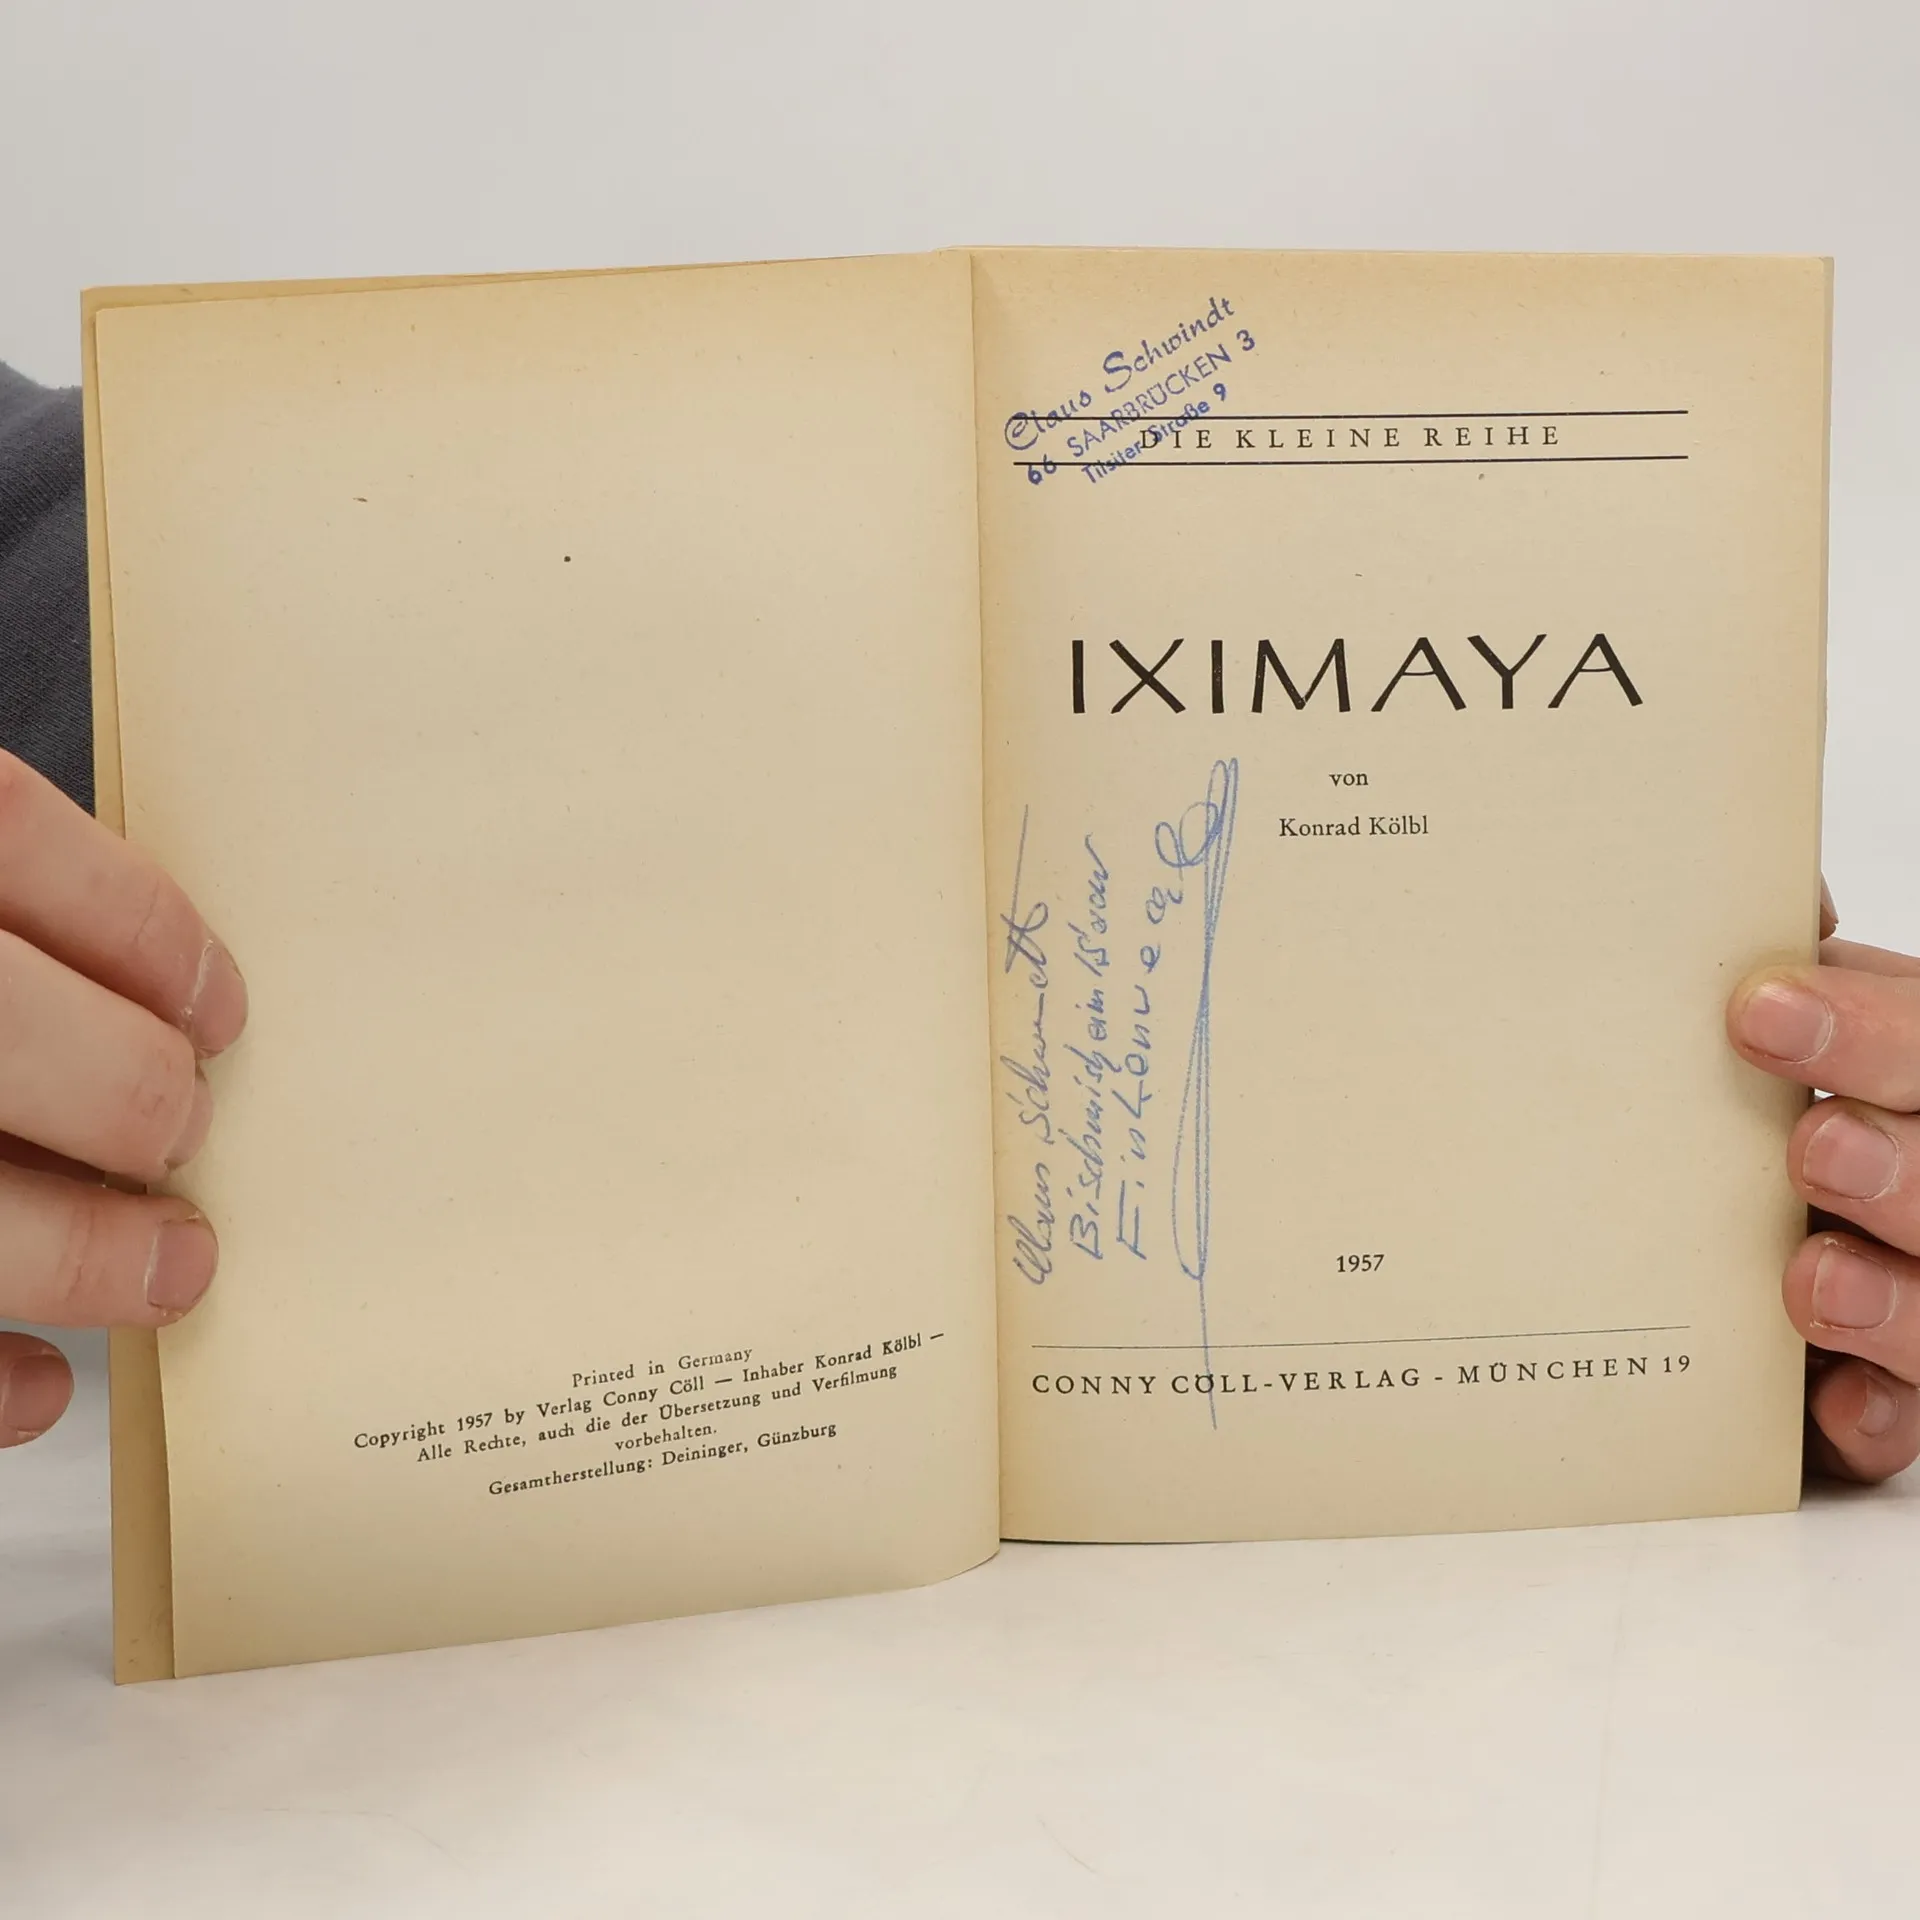 Printed in Germany
Copyright 1957 by Verlag Conny Cöll — Inhaber Konrad Kölbl —
Alle Rechte, auch die der Übersetzung und Verfilmung
vorbehalten.
Gesamtherstellung: Deininger, Günzburg
Claus Schwindt
66 SAARBRÜCKEN 3
Tilsiter Straße 9
DIE KLEINE REIHE
IXIMAYA
von
Konrad Kölbl
Bischmisheim
1957
CONNY CÖLL-VERLAG - MÜNCHEN 19